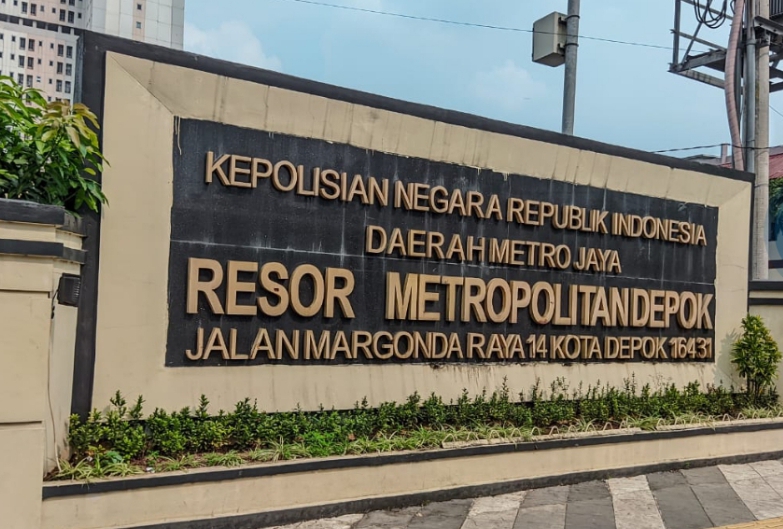 KEPOLISIAN NEGARA REPUBLIK INDONESIA
DAERAH METRO JAYA
RESOR METROPOLITAN DEPOK
JALAN MARGONDA RAYA 14 KOTA DEPOK 16431